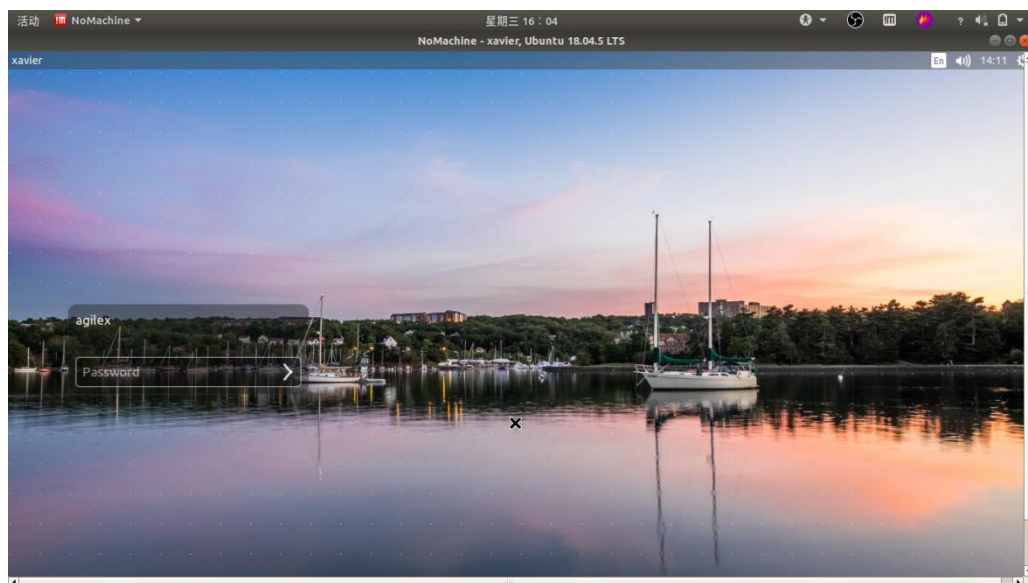 活动 NoMachine 星期三 16：04 ?
NoMachine - xavier, Ubuntu 18.04.5 LTS
xavier En 14:11
agilex
Password